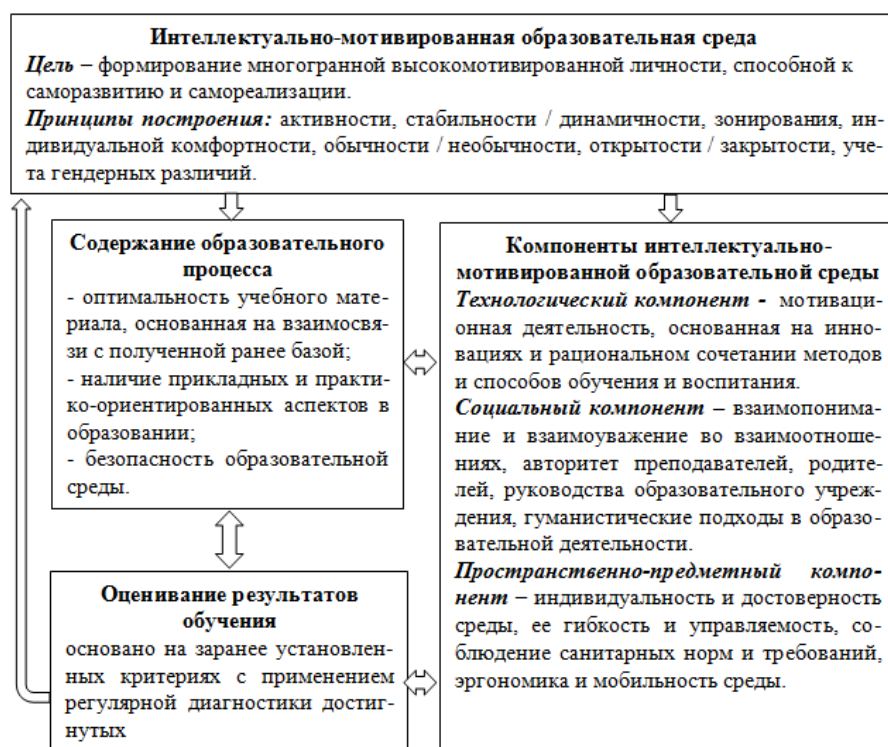 Интеллектуально-мотивированная образовательная среда
Цель – формирование многогранной высокомотивированной личности, способной к
саморазвитию и самореализации.
Принципы построения: активности, стабильности / динамичности, зонирования, ин-
дивидуальной комфортности, обычности / необычности, открытости / закрытости, уче-
та гендерных различий.
Содержание образовательного
процесса
- оптимальность учебного мате-
риала, основанная на взаимосвя-
зи с полученной ранее базой;
- наличие прикладных и практи-
ко-ориентированных аспектов в
образовании;
- безопасность образовательной
среды.
Оценивание результатов
обучения
основано на заранее установлен-
ных критериях с применением
регулярной диагностики достиг-
нутых
Компоненты интеллектуально-
мотивированной образовательной среды
Технологический компонент - мотиваци-
онная деятельность, основанная на инно-
вациях и рациональном сочетании методов
и способов обучения и воспитания.
Социальный компонент – взаимопонима-
ние и взаимоуважение во взаимоотноше-
ниях, авторитет преподавателей, родите-
лей, руководства образовательного учреж-
дения, гуманистические подходы в образо-
вательной деятельности.
Пространственно-предметный компо-
нент – индивидуальность и достоверность
среды, ее гибкость и управляемость, со-
блюдение санитарных норм и требований,
эргономика и мобильность среды.